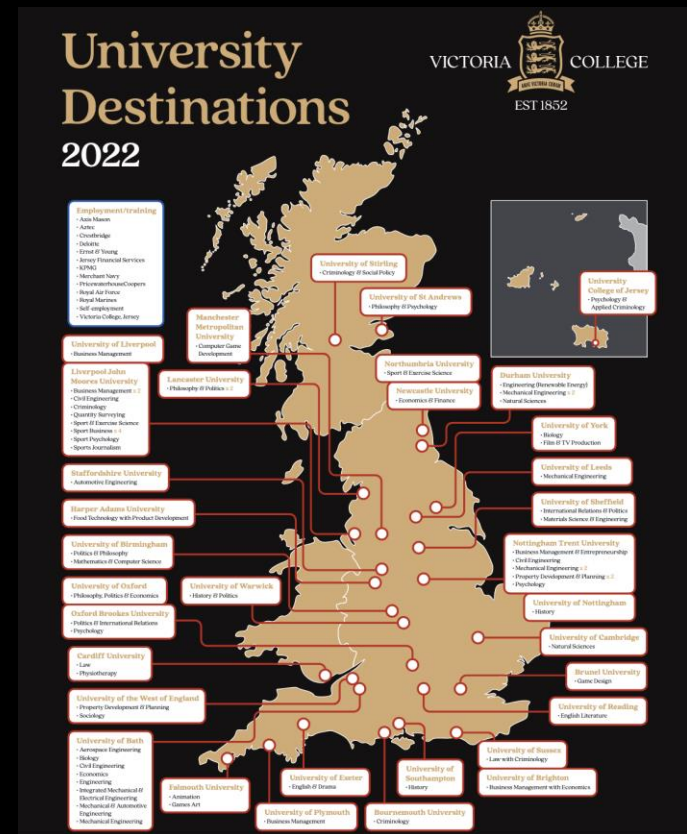 University
Destinations
2022
VICTORIA COLLEGE
EST 1852
Employment/training
• Asia Mason
• Aztec
• Crestbridge
• Deloitte
• Ernst & Young
• Jersey Financial Services
• KPMG
• Merchant Navy
• PricewaterhouseCoopers
• Royal Air Force
• Royal Marines
• Self-employment
• Victoria College, Jersey
University of Stirling
• Criminology & Social Policy
University of St Andrews
• Philosophy & Psychology
University
College of Jersey
• Psychology &
Applied Criminology
Manchester
Metropolitan
University
• Computer Game
Development
University of Liverpool
• Business Management
Liverpool John
Moores University
• Business Management x 2
• Civil Engineering
• Criminology
• Quantity Surveying
• Sport & Exercise Science
• Sport Business x 4
• Sport Psychology
• Sports Journalism
Lancaster University
• Philosophy & Politics x 2
Northumbria University
• Sport & Exercise Science
Newcastle University
• Economics & Finance
Durham University
• Engineering (Renewable Energy)
• Mechanical Engineering x 2
• Natural Sciences
University of York
• Biology
• Film & TV Production
University of Leeds
• Mechanical Engineering
Staffordshire University
• Automotive Engineering
University of Sheffield
• International Relations & Politics
• Materials Science & Engineering
Harper Adams University
• Food Technology with Product Development
University of Birmingham
• Politics & Philosophy
• Mathematics & Computer Science
Nottingham Trent University
• Business Management & Entrepreneurship
• Civil Engineering
• Mechanical Engineering x 2
• Property Development & Planning x 2
• Psychology
University of Oxford
• Philosophy, Politics & Economics
University of Warwick
• History & Politics
University of Nottingham
• History
Oxford Brookes University
• Politics & International Relations
• Psychology
University of Cambridge
• Natural Sciences
Cardiff University
• Law
• Physiotherapy
Brunel University
• Game Design
University of the West of England
• Property Development & Planning
• Sociology
University of Reading
• English Literature
University of Bath
• Aerospace Engineering
• Biology
• Civil Engineering
• Economics
• Engineering
• Integrated Mechanical &
Electrical Engineering
• Mechanical & Automotive
Engineering
• Mechanical Engineering
University of Sussex
• Law with Criminology
University of Brighton
• Business Management with Economics
Falmouth University
• Animation
• Games Art
University of Exeter
• English & Drama
University of
Southampton
• History
University of Plymouth
• Business Management
Bournemouth University
• Criminology